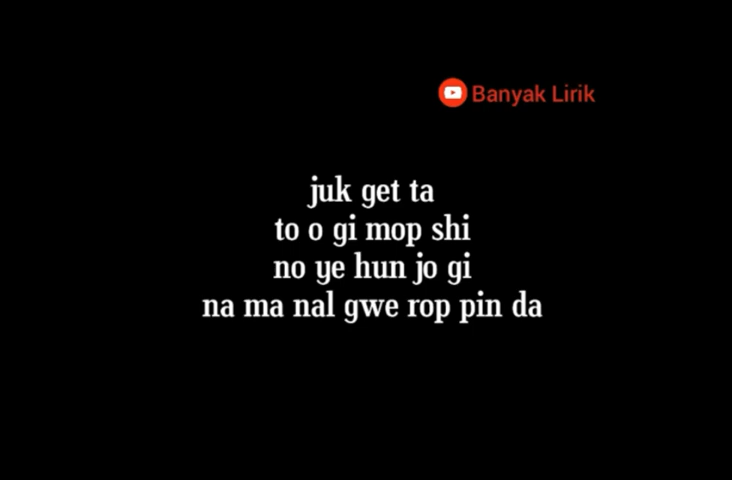 Banyak Lirik
juk get ta
to o gi mop shi
no ye hun jo gi
na ma nal gwe rop pin da